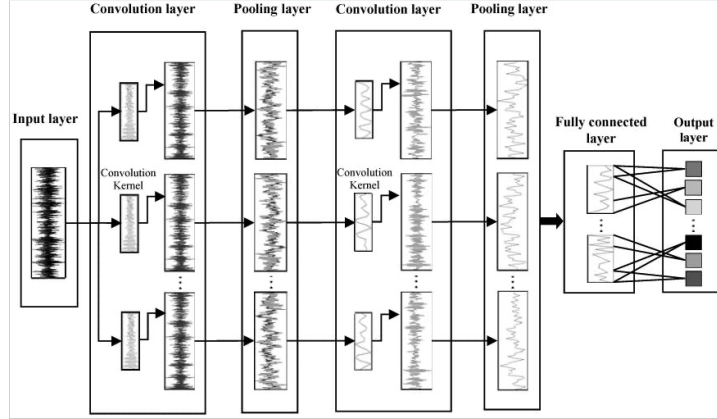 Convolution layer
Pooling layer
Convolution layer
Pooling layer
Input layer
Fully connected
layer
Output
layer
Convolution
Kernel
Convolution
Kernel